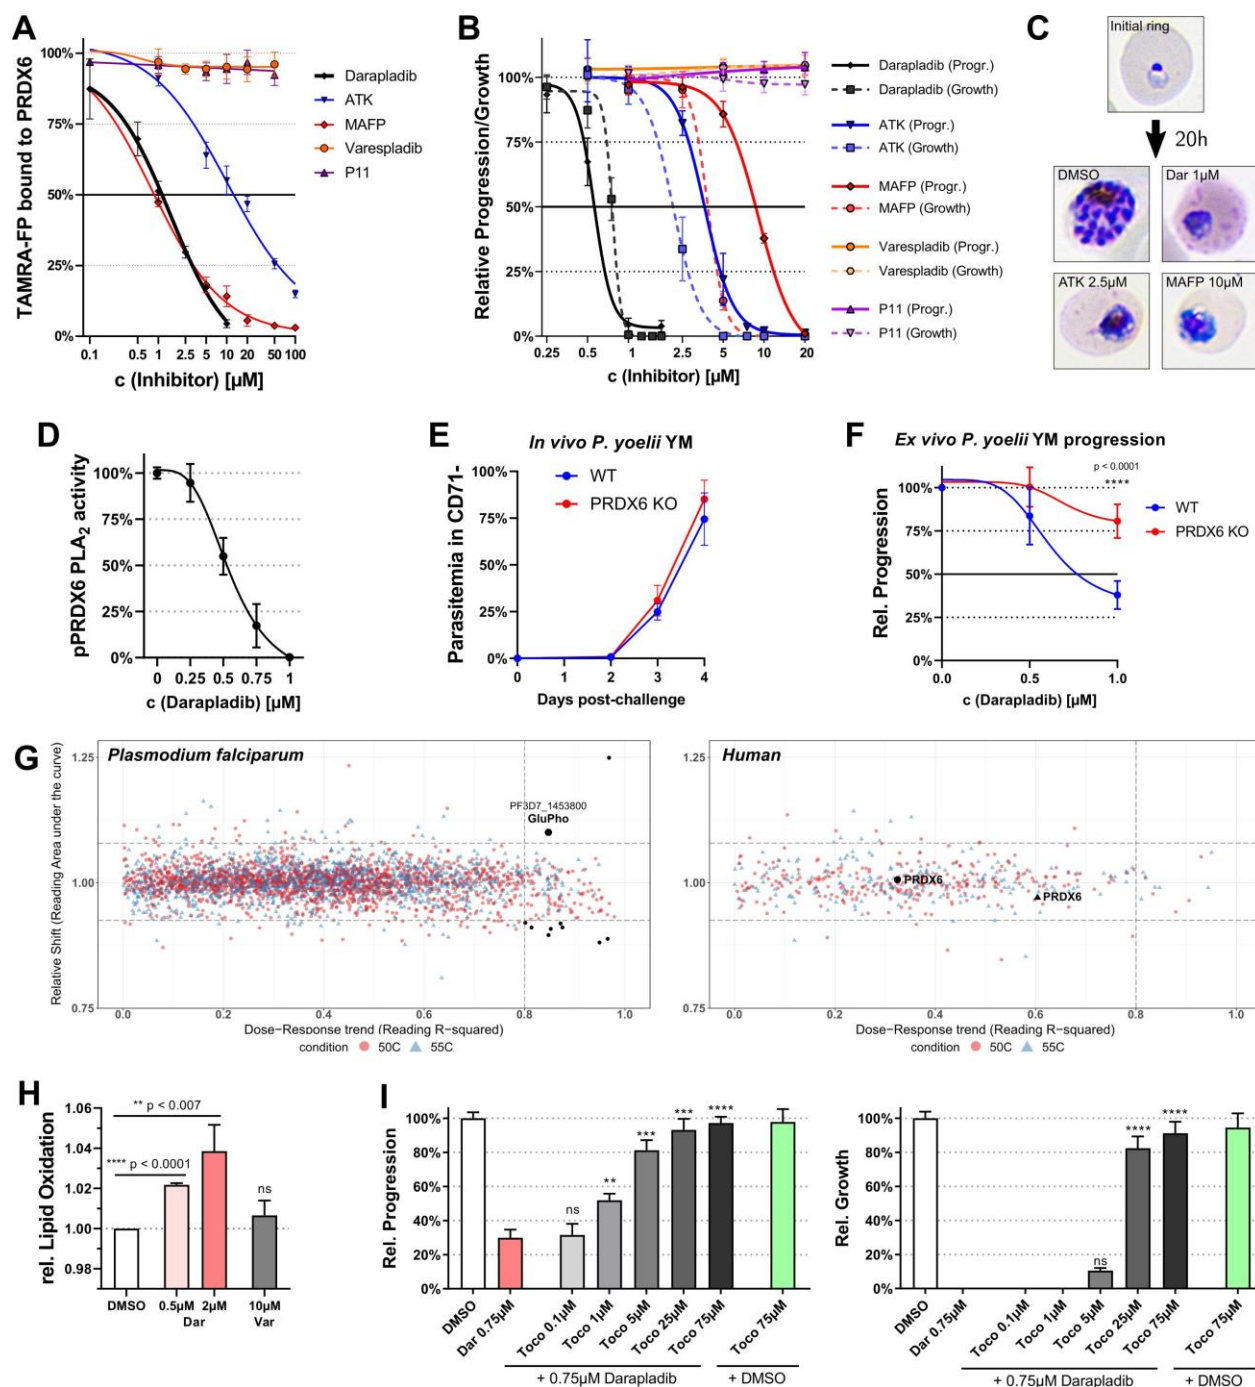 A
TAMRA-FP bound to PRDX6
100%
75%
50%
25%
0%
0.1 0.5 1 2.5 5 10 20 50 100
c (Inhibitor) [µM]
Darapladib
ATK
MAFP
Varespladib
P11
B
Relative Progression/Growth
100%
75%
50%
25%
0%
0.25 0.5 1 2.5 5 10 20
c (Inhibitor) [µM]
Darapladib (Progr.)
Darapladib (Growth)
ATK (Progr.)
ATK (Growth)
MAFP (Progr.)
MAFP (Growth)
Varespladib (Progr.)
Varespladib (Growth)
P11 (Progr.)
P11 (Growth)
C
Initial ring
20h
DMSO
Dar 1µM
ATK 2.5µM
MAFP 10µM
D
pPRDX6 PLA2 activity
100%
75%
50%
25%
0%
0 0.25 0.5 0.75 1
c (Darapladib) [µM]
E
In vivo P. yoelii YM
Parasitemia in CD71-
100%
75%
50%
25%
0%
WT
PRDX6 KO
0 1 2 3 4
Days post-challenge
F
Ex vivo P. yoelii YM progression
Rel. Progression
p < 0.0001
****
100%
75%
50%
25%
0%
WT
PRDX6 KO
0.0 0.5 1.0
c (Darapladib) [µM]
G
Relative Shift (Reading Area under the curve)
Plasmodium falciparum
1.25
1.00
0.75
PF3D7_1453800
GluPho
0.0 0.2 0.4 0.6 0.8 1.0
Dose-Response trend (Reading R-squared)
condition 50C 55C
Human
1.25
1.00
0.75
PRDX6
PRDX6
0.0 0.2 0.4 0.6 0.8 1.0
Dose-Response trend (Reading R-squared)
condition 50C 55C
H
rel. Lipid Oxidation
1.06
1.04
1.02
1.00
0.98
** p < 0.007
**** p < 0.0001
ns
DMSO 0.5µM 2µM 10µM
Dar Var
I
Rel. Progression
100%
80%
60%
40%
20%
0%
ns ** *** *** ****
DMSO
Dar 0.75µM
Toco 0.1µM
Toco 1µM
Toco 5µM
Toco 25µM
Toco 75µM
Toco 75µM
+ 0.75µM Darapladib
+ DMSO
Rel. Growth
100%
80%
60%
40%
20%
0%
ns **** ****
DMSO
Dar 0.75µM
Toco 0.1µM
Toco 1µM
Toco 5µM
Toco 25µM
Toco 75µM
Toco 75µM
+ 0.75µM Darapladib
+ DMSO